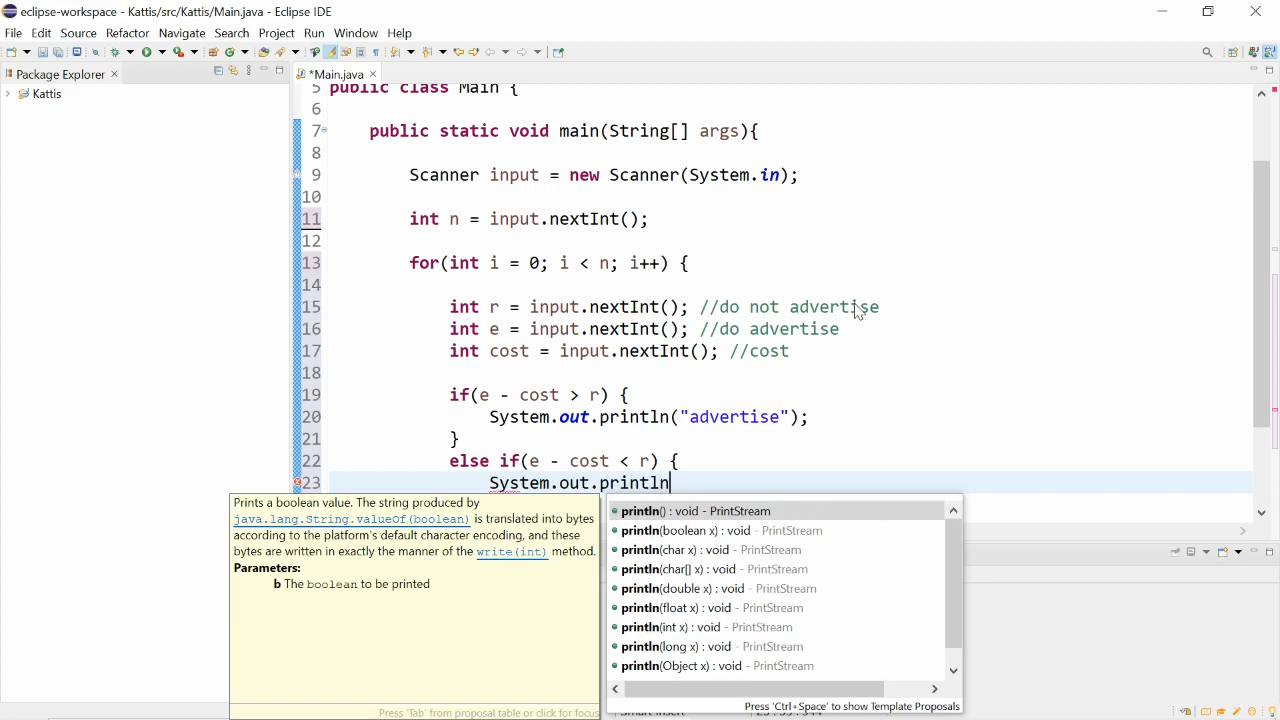 eclipse-workspace - Kattis/src/Kattis/Main.java - Eclipse IDE
File Edit Source Refactor Navigate Search Project Run Window Help
Package Explorer
*Main.java
Kattis
5 public class Main {
6
7 public static void main(String[] args){
8
9 Scanner input = new Scanner(System.in);
10
11 int n = input.nextInt();
12
13 for(int i = 0; i < n; i++) {
14
15 int r = input.nextInt(); //do not advertise
16 int e = input.nextInt(); //do advertise
17 int cost = input.nextInt(); //cost
18
19 if(e - cost > r) {
20 System.out.println("advertise");
21 }
22 else if(e - cost < r) {
23 System.out.println
Prints a boolean value. The string produced by
java.lang.String.valueOf(boolean) is translated into bytes
according to the platform's default character encoding, and these
bytes are written in exactly the manner of the write(int) method.
Parameters:
b The boolean to be printed
Press 'Tab' from proposal table or click for focus
println() : void - PrintStream
println(boolean x) : void - PrintStream
println(char x) : void - PrintStream
println(char[] x) : void - PrintStream
println(double x) : void - PrintStream
println(float x) : void - PrintStream
println(int x) : void - PrintStream
println(long x) : void - PrintStream
println(Object x) : void - PrintStream
Press 'Ctrl+Space' to show Template Proposals